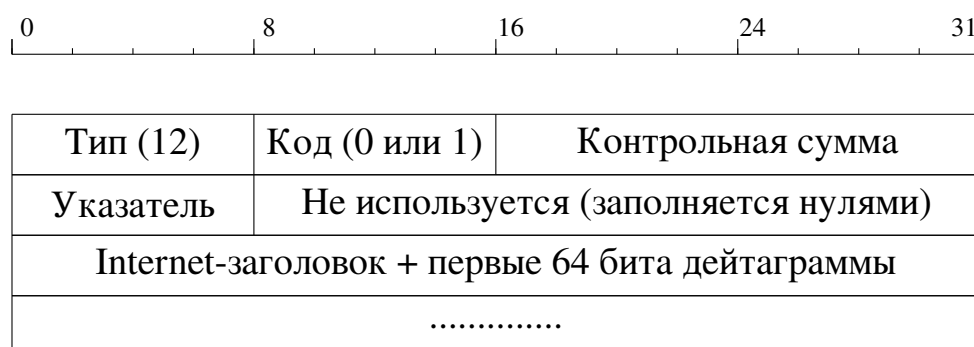 0 8 16 24 31
Тип (12) Код (0 или 1) Контрольная сумма
Указатель Не используется (заполняется нулями)
Internet-заголовок + первые 64 бита дейтаграммы
..............